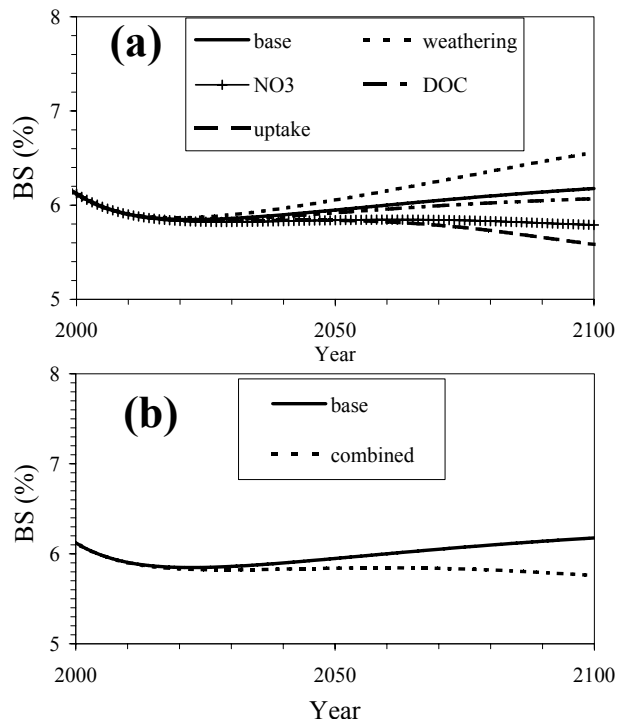 (a)
base
weathering
NO3
DOC
uptake
BS (%)
8
7
6
5
2000
2050
2100
Year
(b)
base
combined
BS (%)
8
7
6
5
2000
2050
2100
Year